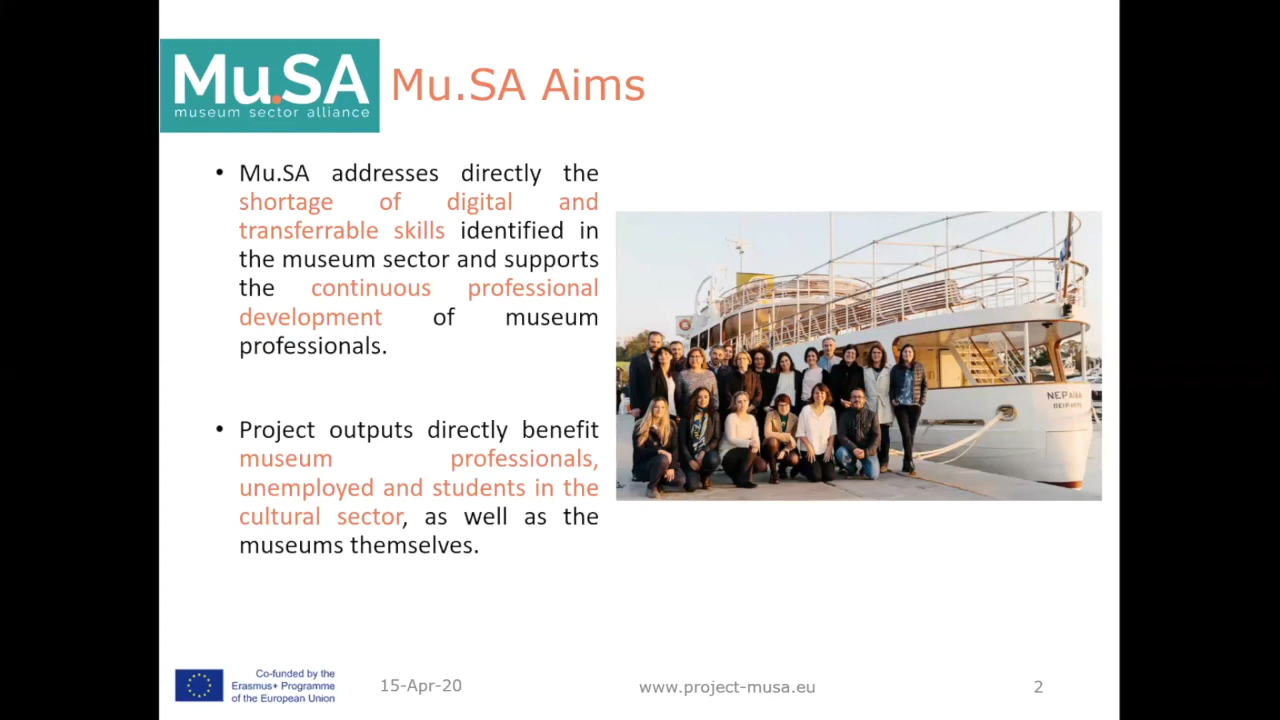 Mu.SA
museum sector alliance
Mu.SA Aims
• Mu.SA addresses directly the
shortage of digital and
transferrable skills identified in
the museum sector and supports
the continuous professional
development of museum
professionals.
• Project outputs directly benefit
museum professionals,
unemployed and students in the
cultural sector, as well as the
museums themselves.
ΝΕΡΑΪΔΑ
Co-funded by the
Erasmus+ Programme
of the European Union
15-Apr-20
www.project-musa.eu
2